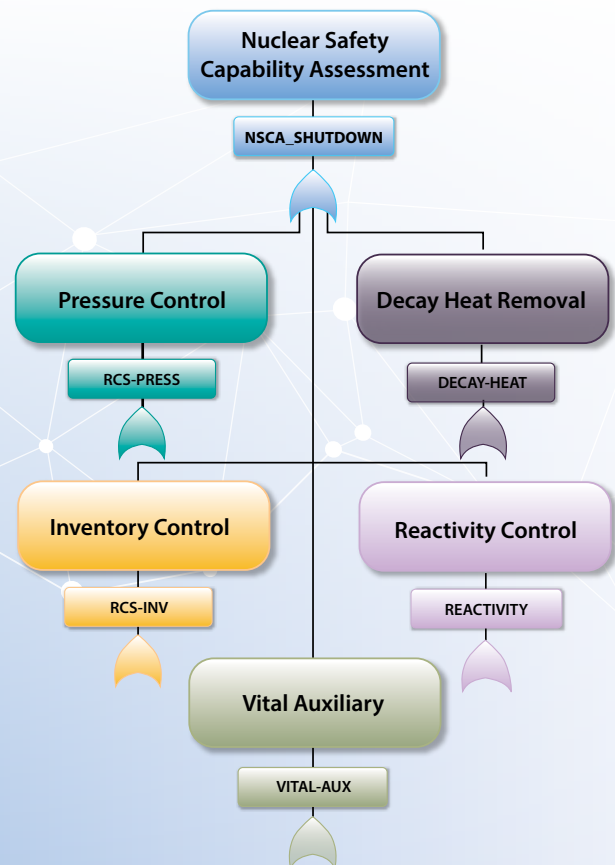 Nuclear Safety
Capability Assessment
NSCA_SHUTDOWN
Pressure Control
Decay Heat Removal
RCS-PRESS
DECAY-HEAT
Inventory Control
Reactivity Control
RCS-INV
REACTIVITY
Vital Auxiliary
VITAL-AUX